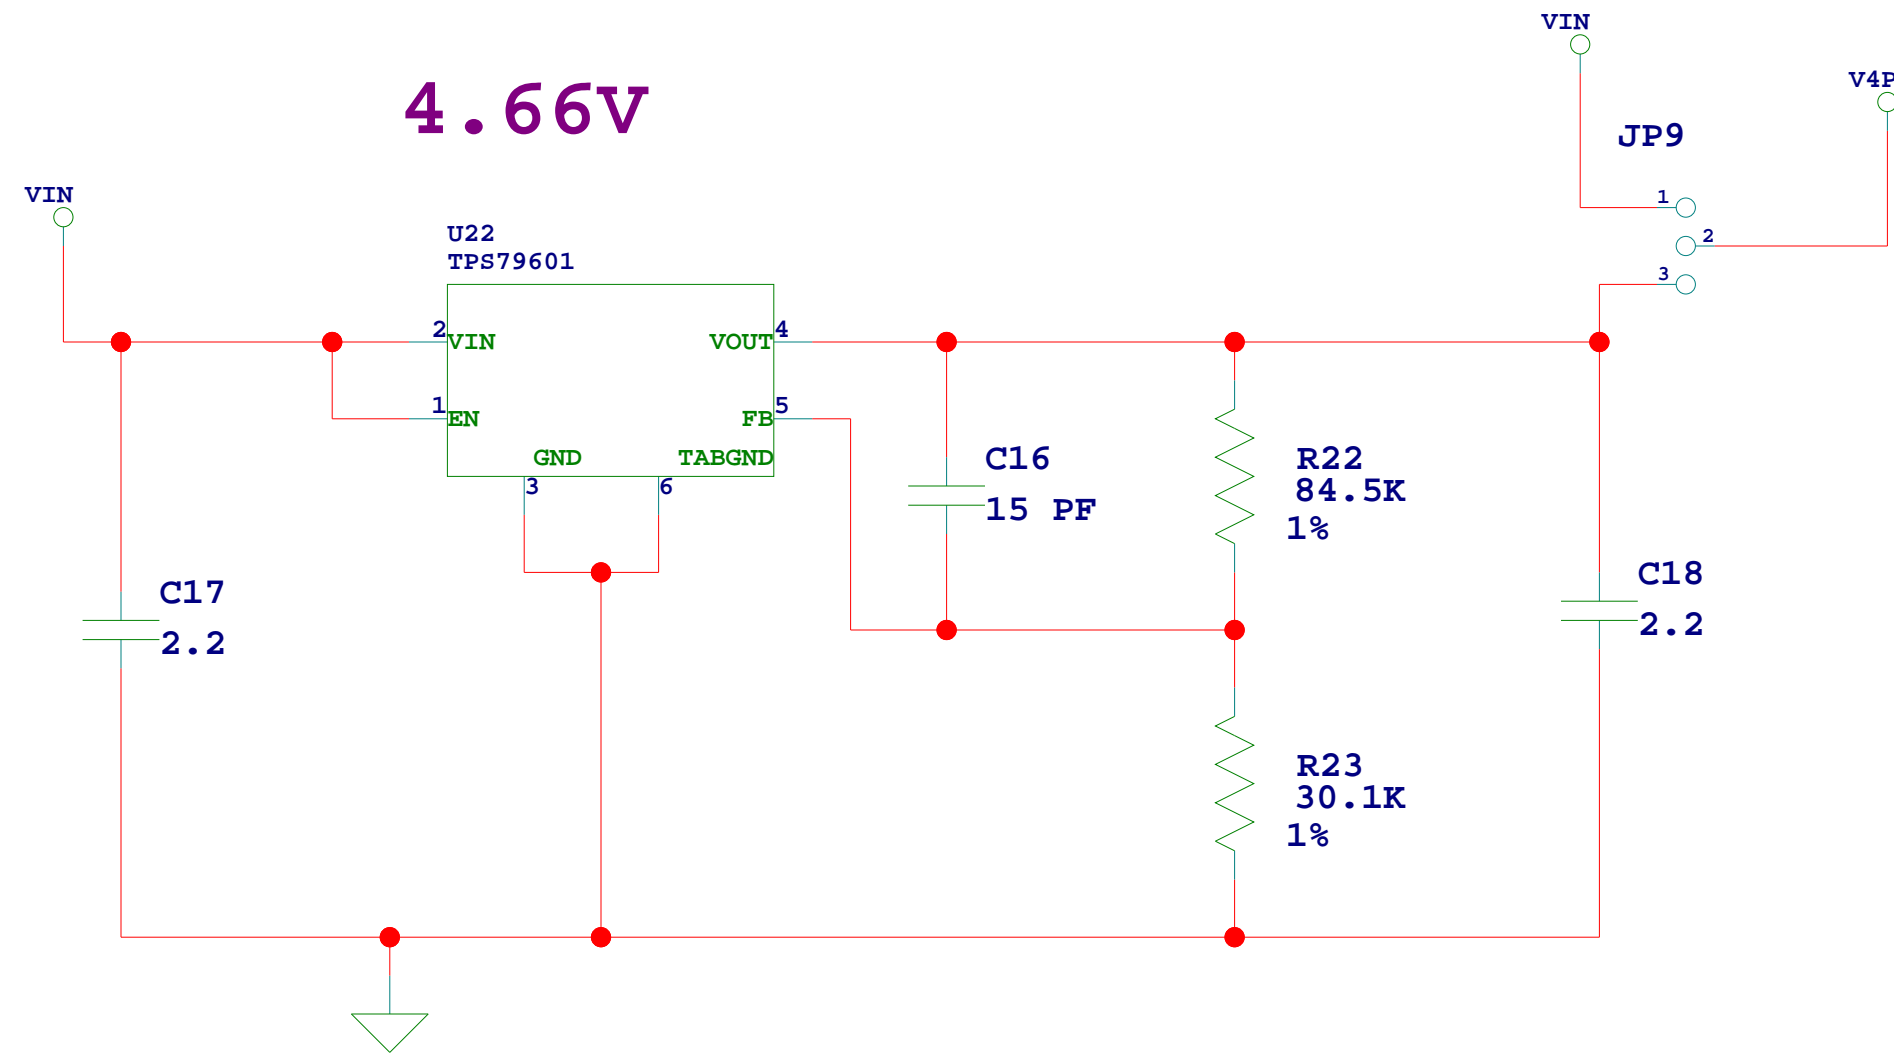 VIN
4.66V
V4P
JP9
VIN
1
U22
2
TPS79601
3
2
VIN
VOUT
4
1
EN
FB
5
GND
TABGND
3
6
C16
15 PF
R22
84.5K
1%
C17
2.2
C18
2.2
R23
30.1K
1%